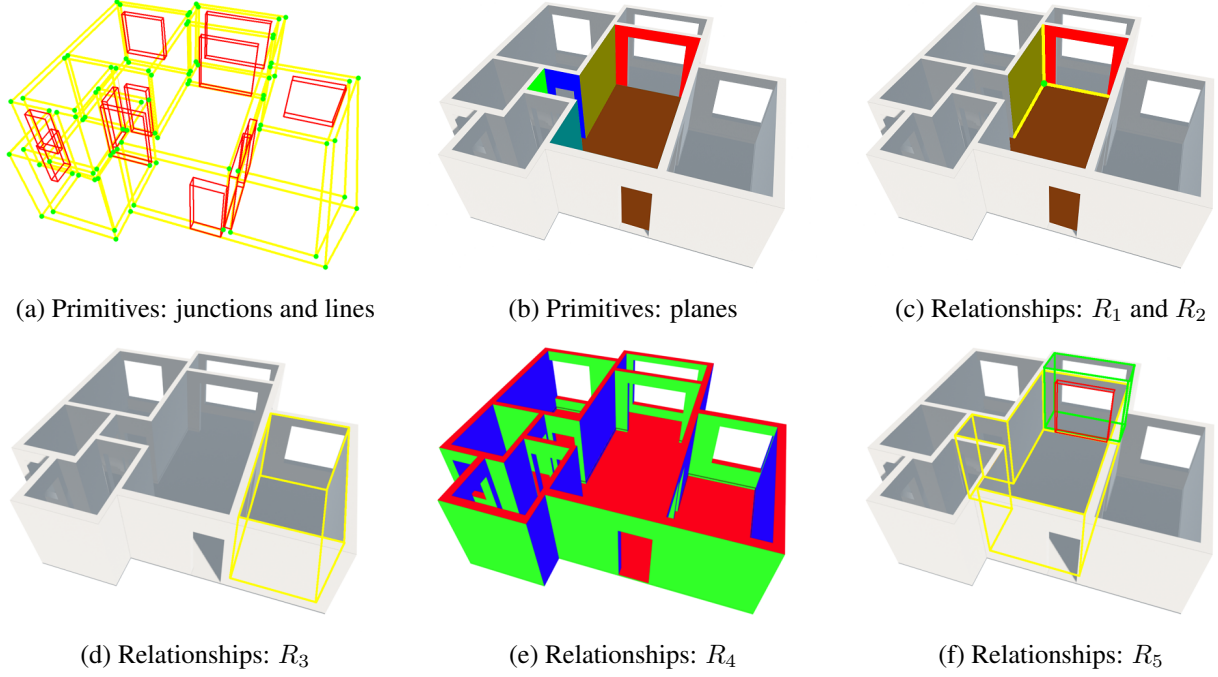 (a) Primitives: junctions and lines
(b) Primitives: planes
(c) Relationships: R₁ and R₂
(d) Relationships: R₃
(e) Relationships: R₄
(f) Relationships: R₅